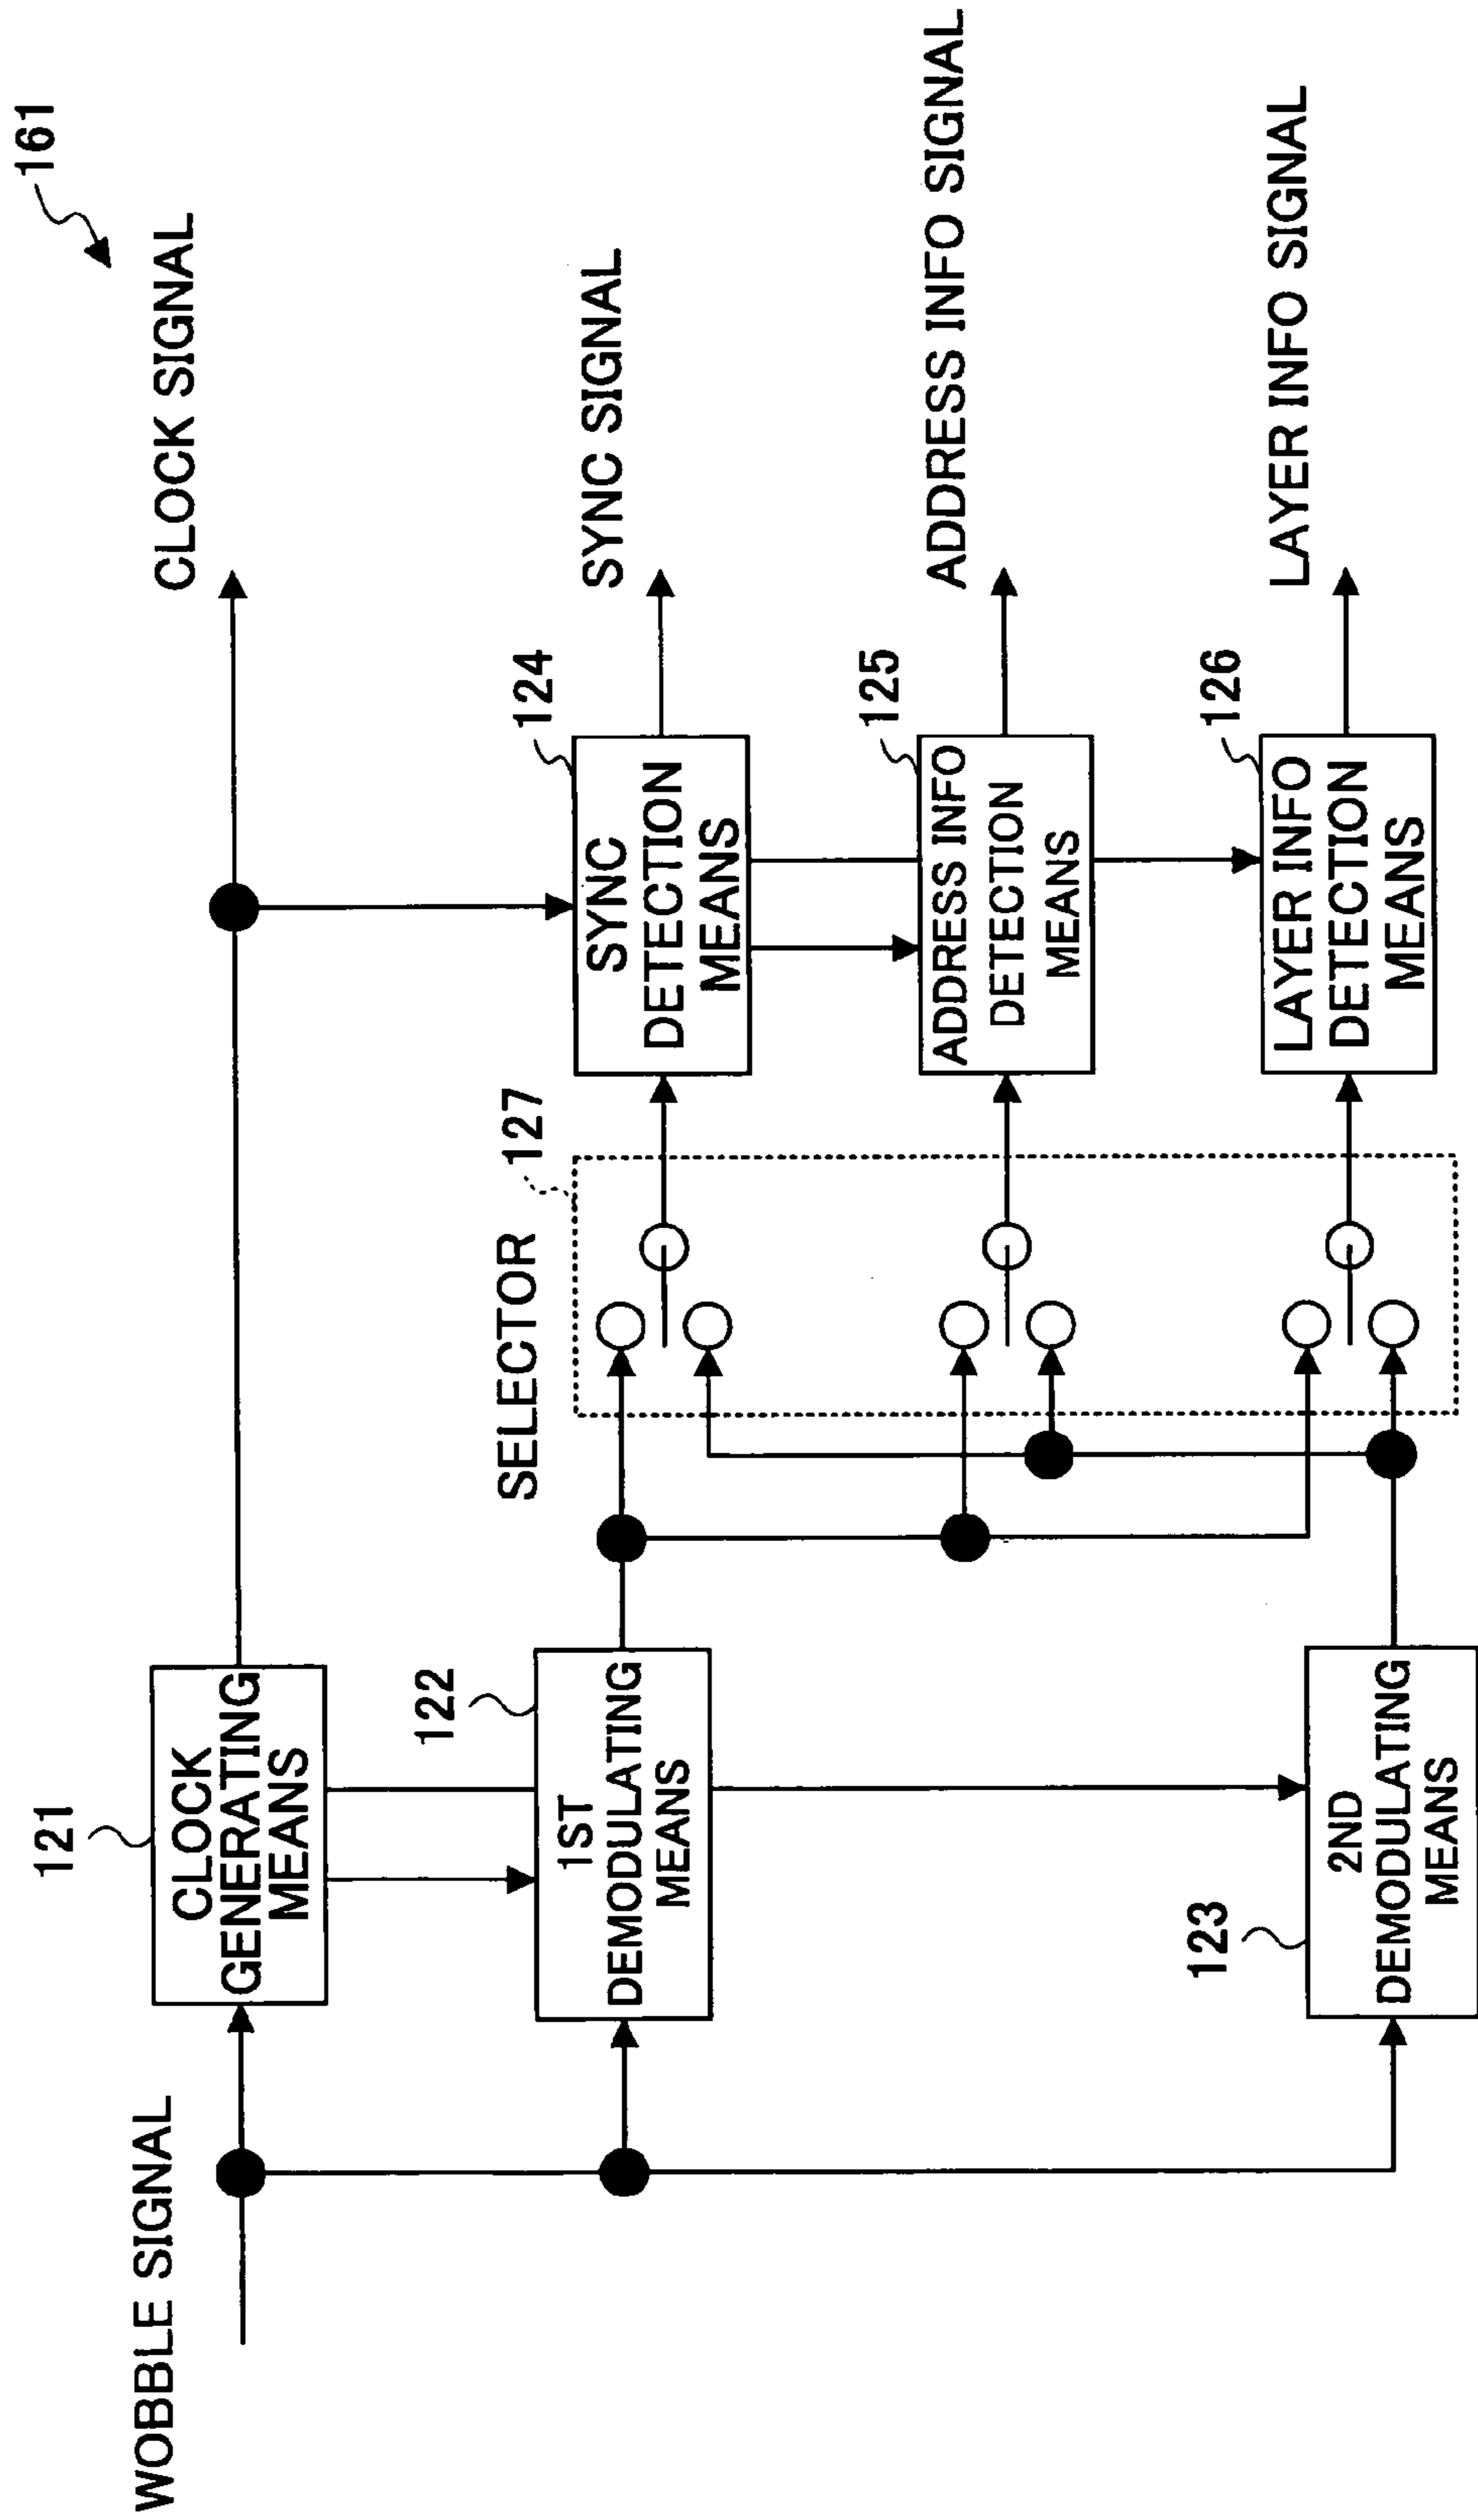 161
WOBBLE SIGNAL
121
CLOCK
GENERATING
MEANS
CLOCK SIGNAL
122
1ST
DEMODULATING
MEANS
123
2ND
DEMODULATING
MEANS
SELECTOR
127
124
SYNC
DETECTION
MEANS
SYNC SIGNAL
125
ADDRESS INFO
DETECTION
MEANS
ADDRESS INFO SIGNAL
126
LAYER INFO
DETECTION
MEANS
LAYER INFO SIGNAL